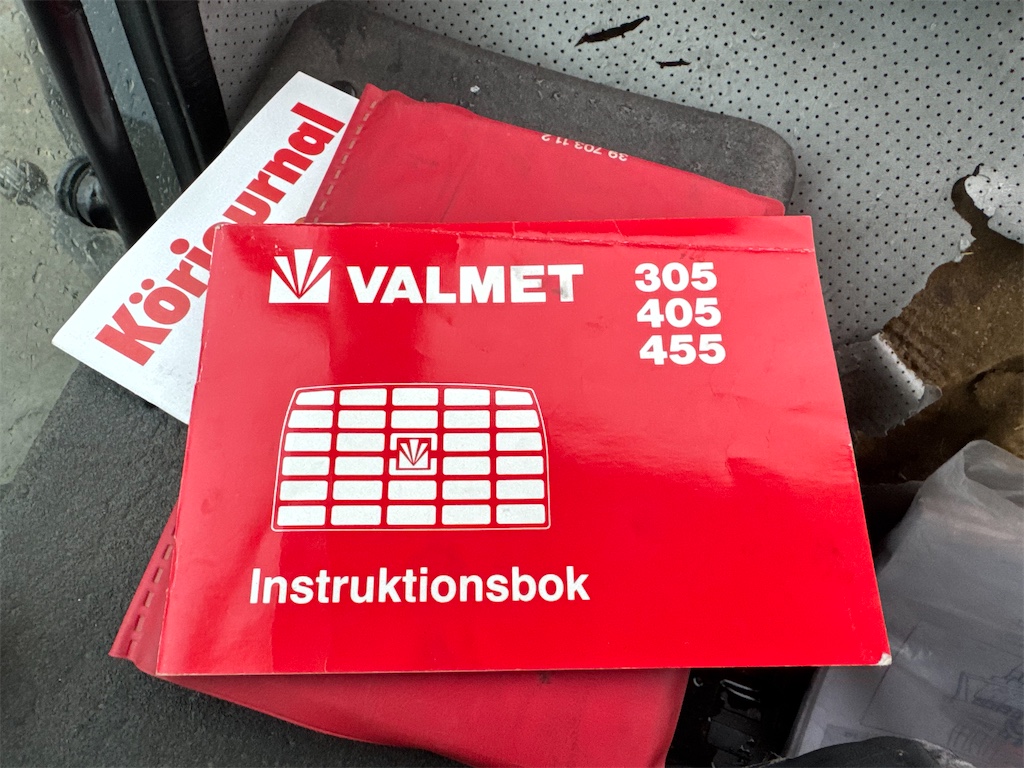 Körjournal
39 703 11 2
VALMET
305
405
455
Instruktionsbok